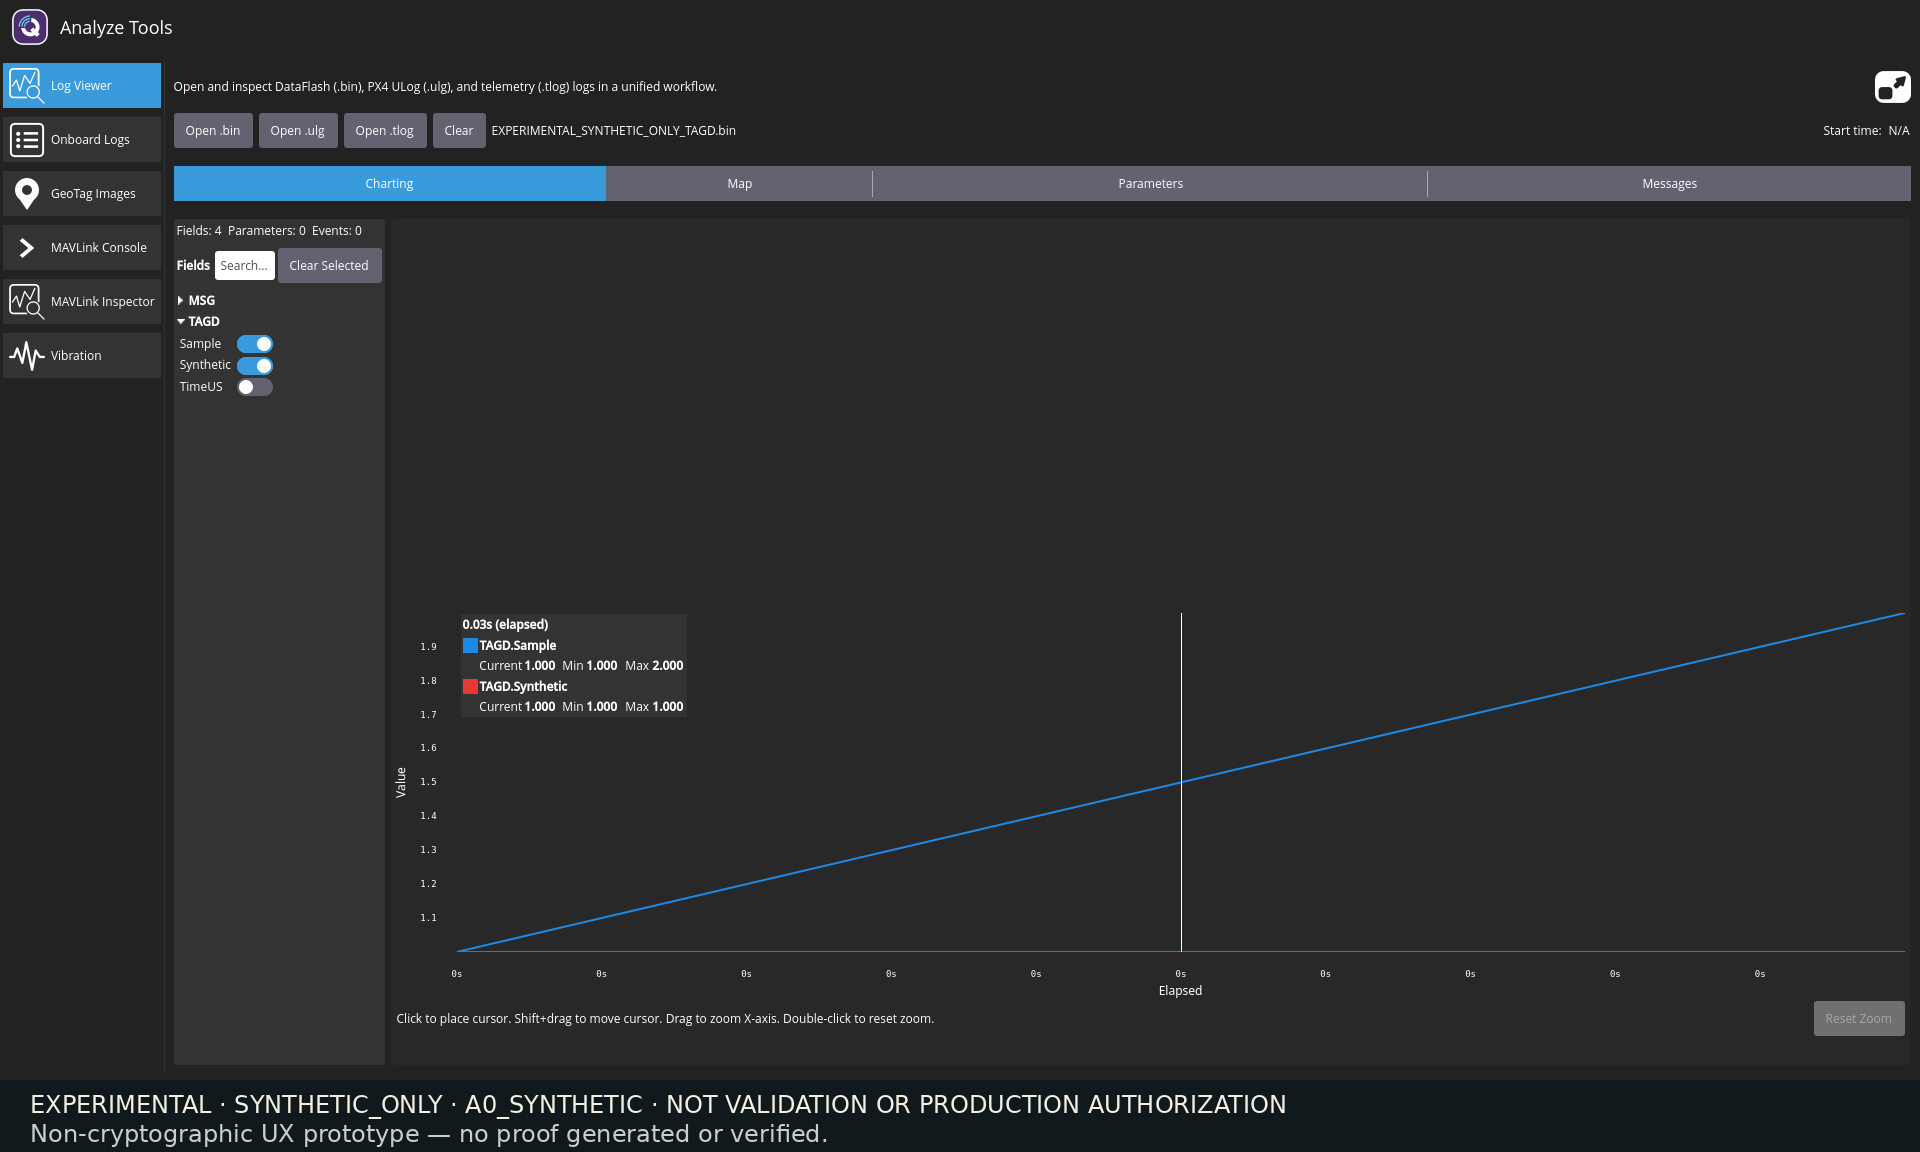 Analyze Tools
Log Viewer
Onboard Logs
GeoTag Images
MAVLink Console
MAVLink Inspector
Vibration
Open and inspect DataFlash (.bin), PX4 ULog (.ulg), and telemetry (.tlog) logs in a unified workflow.
Open .bin Open .ulg Open .tlog Clear EXPERIMENTAL_SYNTHETIC_ONLY_TAGD.bin Start time: N/A
Charting Map Parameters Messages
Fields: 4 Parameters: 0 Events: 0
Fields Search... Clear Selected
MSG
TAGD
Sample
Synthetic
TimeUS
0.03s (elapsed)
TAGD.Sample
Current 1.000 Min 1.000 Max 2.000
TAGD.Synthetic
Current 1.000 Min 1.000 Max 1.000
1.9
1.8
1.7
1.6
1.5
1.4
1.3
1.2
1.1
Value
0s 0s 0s 0s 0s 0s 0s 0s 0s 0s
Elapsed
Click to place cursor. Shift+drag to move cursor. Drag to zoom X-axis. Double-click to reset zoom.
Reset Zoom
EXPERIMENTAL · SYNTHETIC_ONLY · A0_SYNTHETIC · NOT VALIDATION OR PRODUCTION AUTHORIZATION
Non-cryptographic UX prototype — no proof generated or verified.